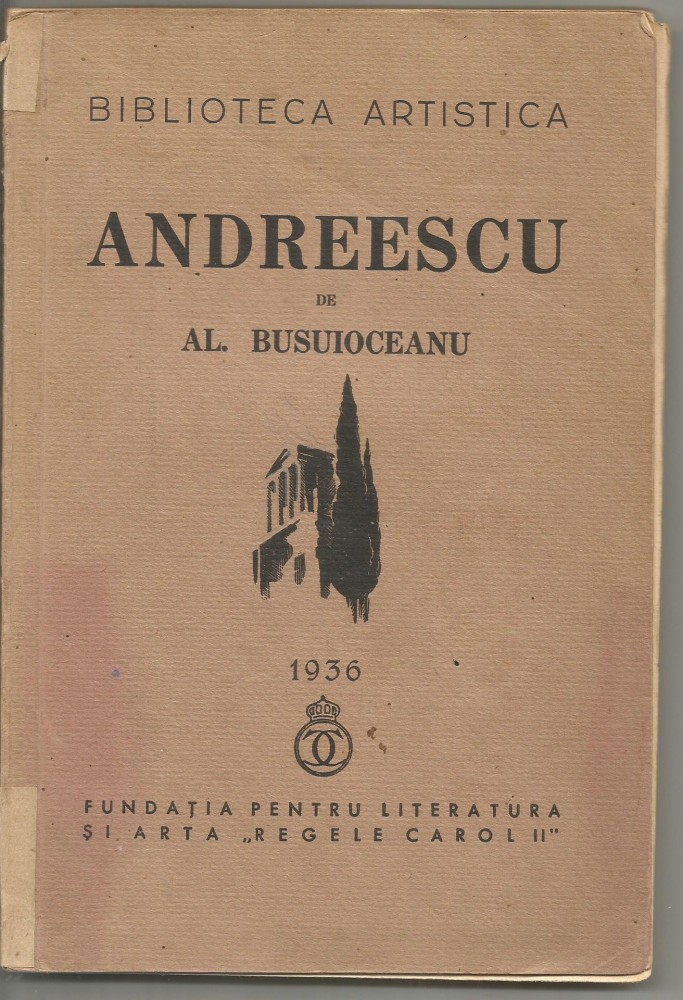 BIBLIOTECA ARTISTICA
ANDREESCU
DE
AL. BUSUIOCEANU
1936
FUNDAȚIA PENTRU LITERATURA
ȘI ARTA „REGELE CAROL II”